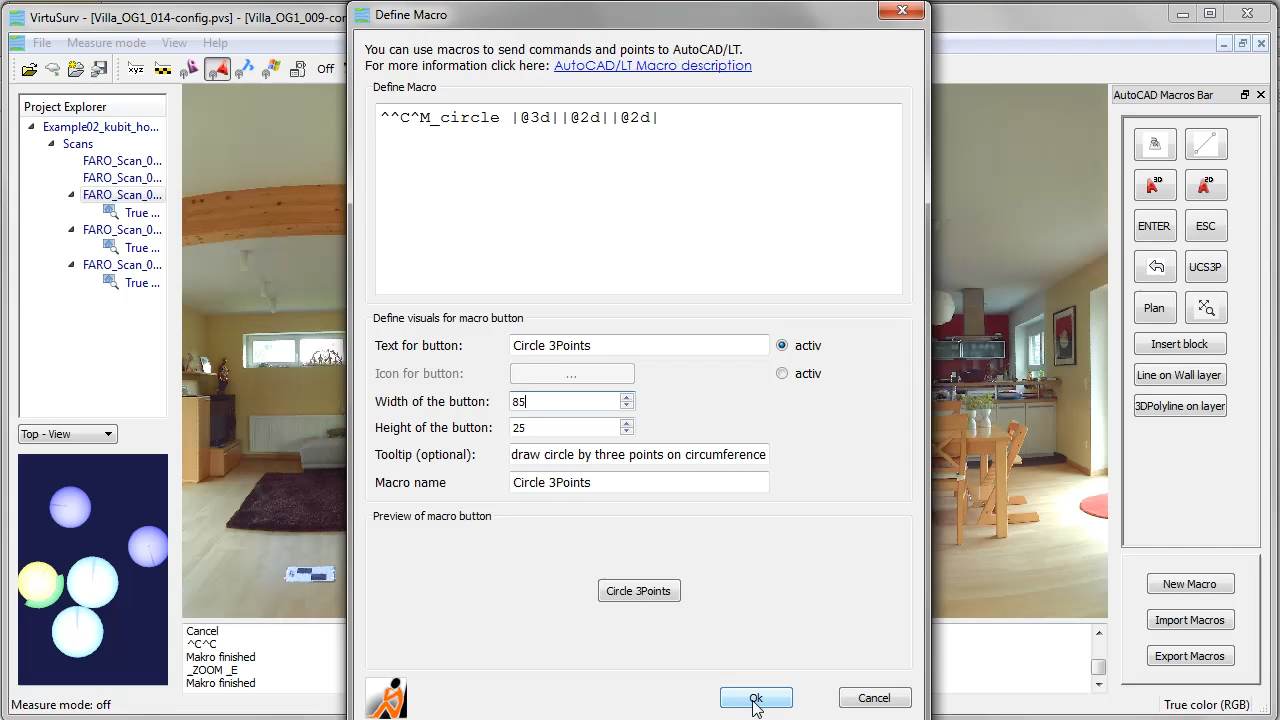 VirtuSurv - [Villa_OG1_014-config.pvs] - [Villa_OG1_009-con
File Measure mode View Help
xyz
Off
Project Explorer
Example02_kubit_ho...
Scans
FARO_Scan_0...
FARO_Scan_0...
FARO_Scan_0...
True ...
FARO_Scan_0...
True ...
FARO_Scan_0...
True ...
Top - View
Measure mode: off
Cancel
^C^C
Makro finished
_ZOOM _E
Makro finished
Define Macro
You can use macros to send commands and points to AutoCAD/LT.
For more information click here: AutoCAD/LT Macro description
Define Macro
^^C^M_circle |@3d||@2d||@2d|
Define visuals for macro button
Text for button: Circle 3Points activ
Icon for button: ... activ
Width of the button: 85
Height of the button: 25
Tooltip (optional): draw circle by three points on circumference
Macro name Circle 3Points
Preview of macro button
Circle 3Points
Ok Cancel
AutoCAD Macros Bar
3D 2D
ENTER ESC
UCS3P
Plan
Insert block
Line on Wall layer
3DPolyline on layer
New Macro
Import Macros
Export Macros
True color (RGB)